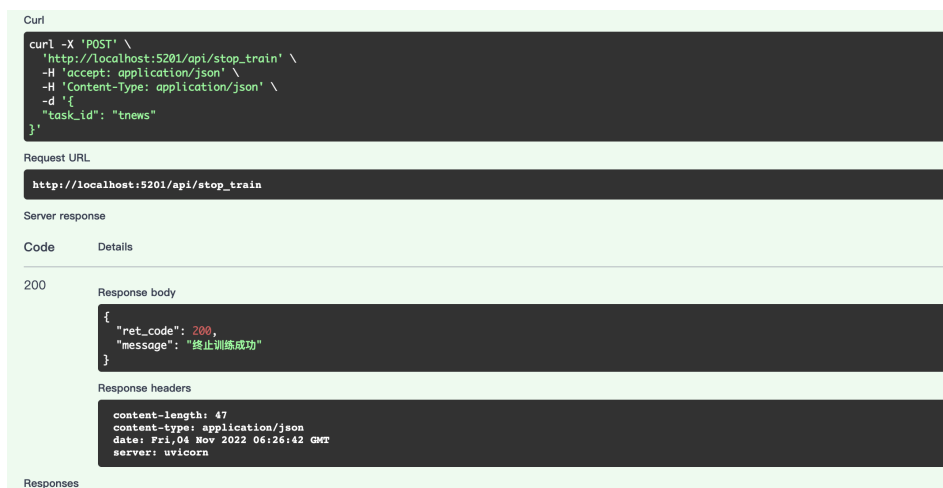 Curl
curl -X 'POST' \
  'http://localhost:5201/api/stop_train' \
  -H 'accept: application/json' \
  -H 'Content-Type: application/json' \
  -d '{
  "task_id": "tnews"
}'
Request URL
http://localhost:5201/api/stop_train
Server response
Code Details
200
Response body
{
  "ret_code": 200,
  "message": "终止训练成功"
}
Response headers
content-length: 47
content-type: application/json
date: Fri,04 Nov 2022 06:26:42 GMT
server: uvicorn
Responses